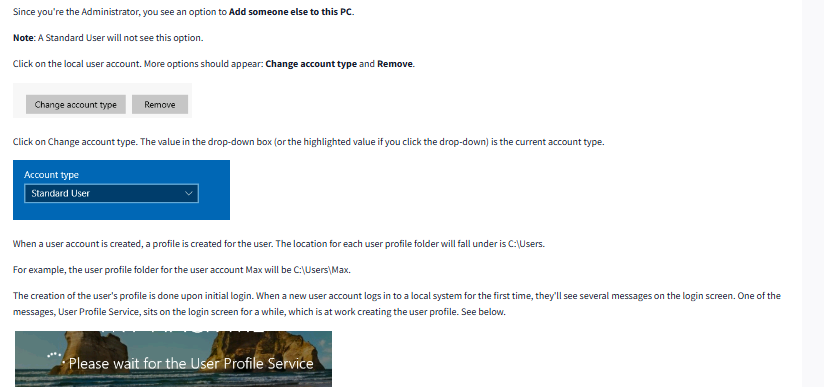 Since you're the Administrator, you see an option to Add someone else to this PC.
Note: A Standard User will not see this option.
Click on the local user account. More options should appear: Change account type and Remove.
Change account type Remove
Click on Change account type. The value in the drop-down box (or the highlighted value if you click the drop-down) is the current account type.
Account type
Standard User
When a user account is created, a profile is created for the user. The location for each user profile folder will fall under is C:\Users.
For example, the user profile folder for the user account Max will be C:\Users\Max.
The creation of the user's profile is done upon initial login. When a new user account logs in to a local system for the first time, they'll see several messages on the login screen. One of the
messages, User Profile Service, sits on the login screen for a while, which is at work creating the user profile. See below.
Please wait for the User Profile Service